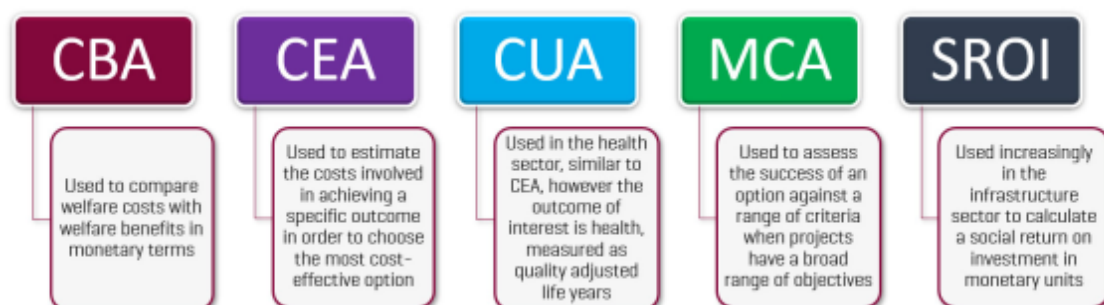 CBA
Used to compare
welfare costs with
welfare benefits in
monetary terms
CEA
Used to estimate
the costs involved
in achieving a
specific outcome
in order to choose
the most cost-
effective option
CUA
Used in the health
sector, similar to
CEA, however the
outcome of
interest is health,
measured as
quality adjusted
life years
MCA
Used to assess
the success of an
option against a
range of criteria
when projects
have a broad
range of objectives
SROI
Used increasingly
in the
infrastructure
sector to calculate
a social return on
investment in
monetary units